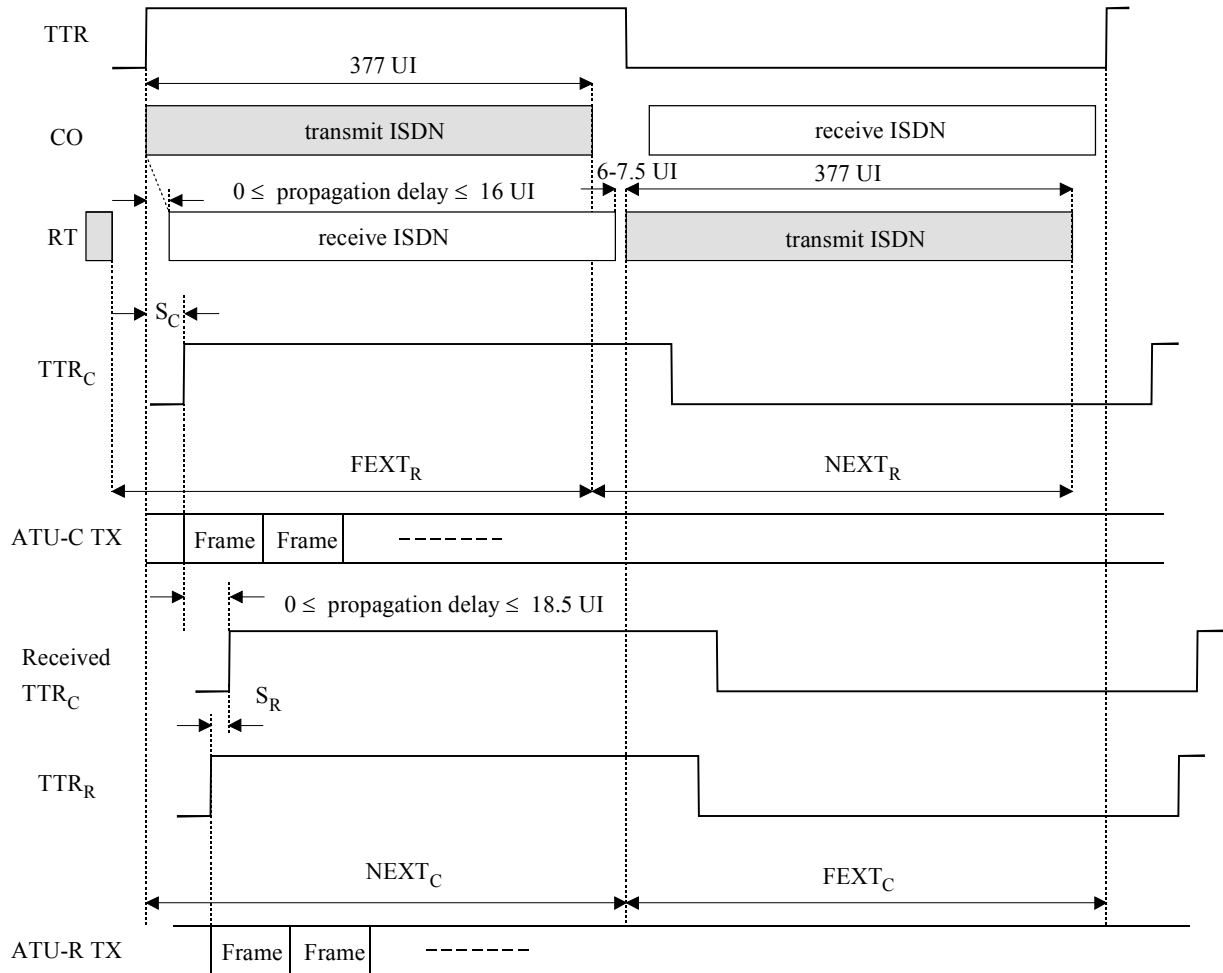 TTR
377 UI
CO
transmit ISDN
receive ISDN
6-7.5 UI
377 UI
0 ≤ propagation delay ≤ 16 UI
RT
receive ISDN
transmit ISDN
S_C
TTR_C
FEXT_R
NEXT_R
ATU-C TX
Frame
Frame
0 ≤ propagation delay ≤ 18.5 UI
Received
TTR_C
S_R
TTR_R
NEXT_C
FEXT_C
ATU-R TX
Frame
Frame